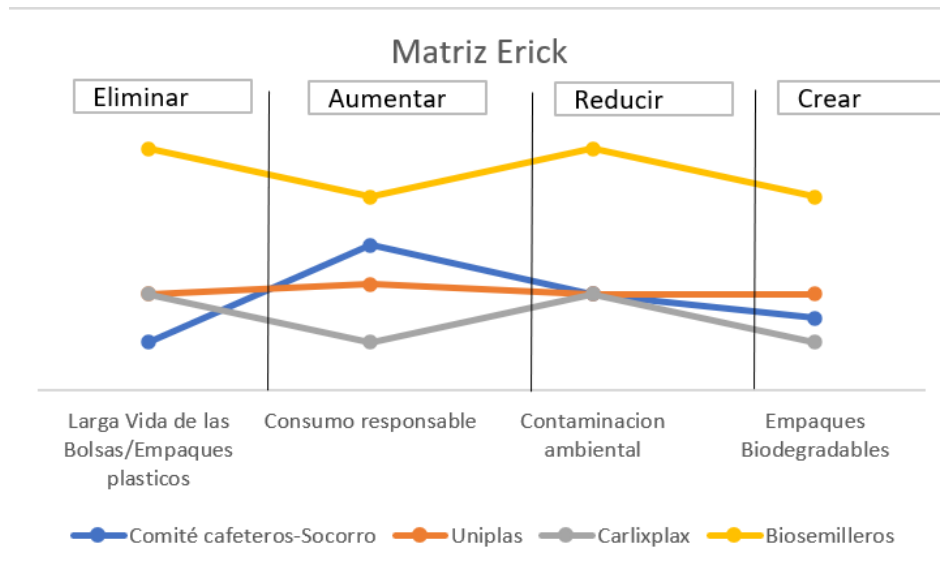 Matriz Erick
Eliminar
Aumentar
Reducir
Crear
Larga Vida de las
Bolsas/Empaques
plasticos
Consumo responsable
Contaminacion
ambiental
Empaques
Biodegradables
Comité cafeteros-Socorro
Uniplas
Carlixplax
Biosemilleros